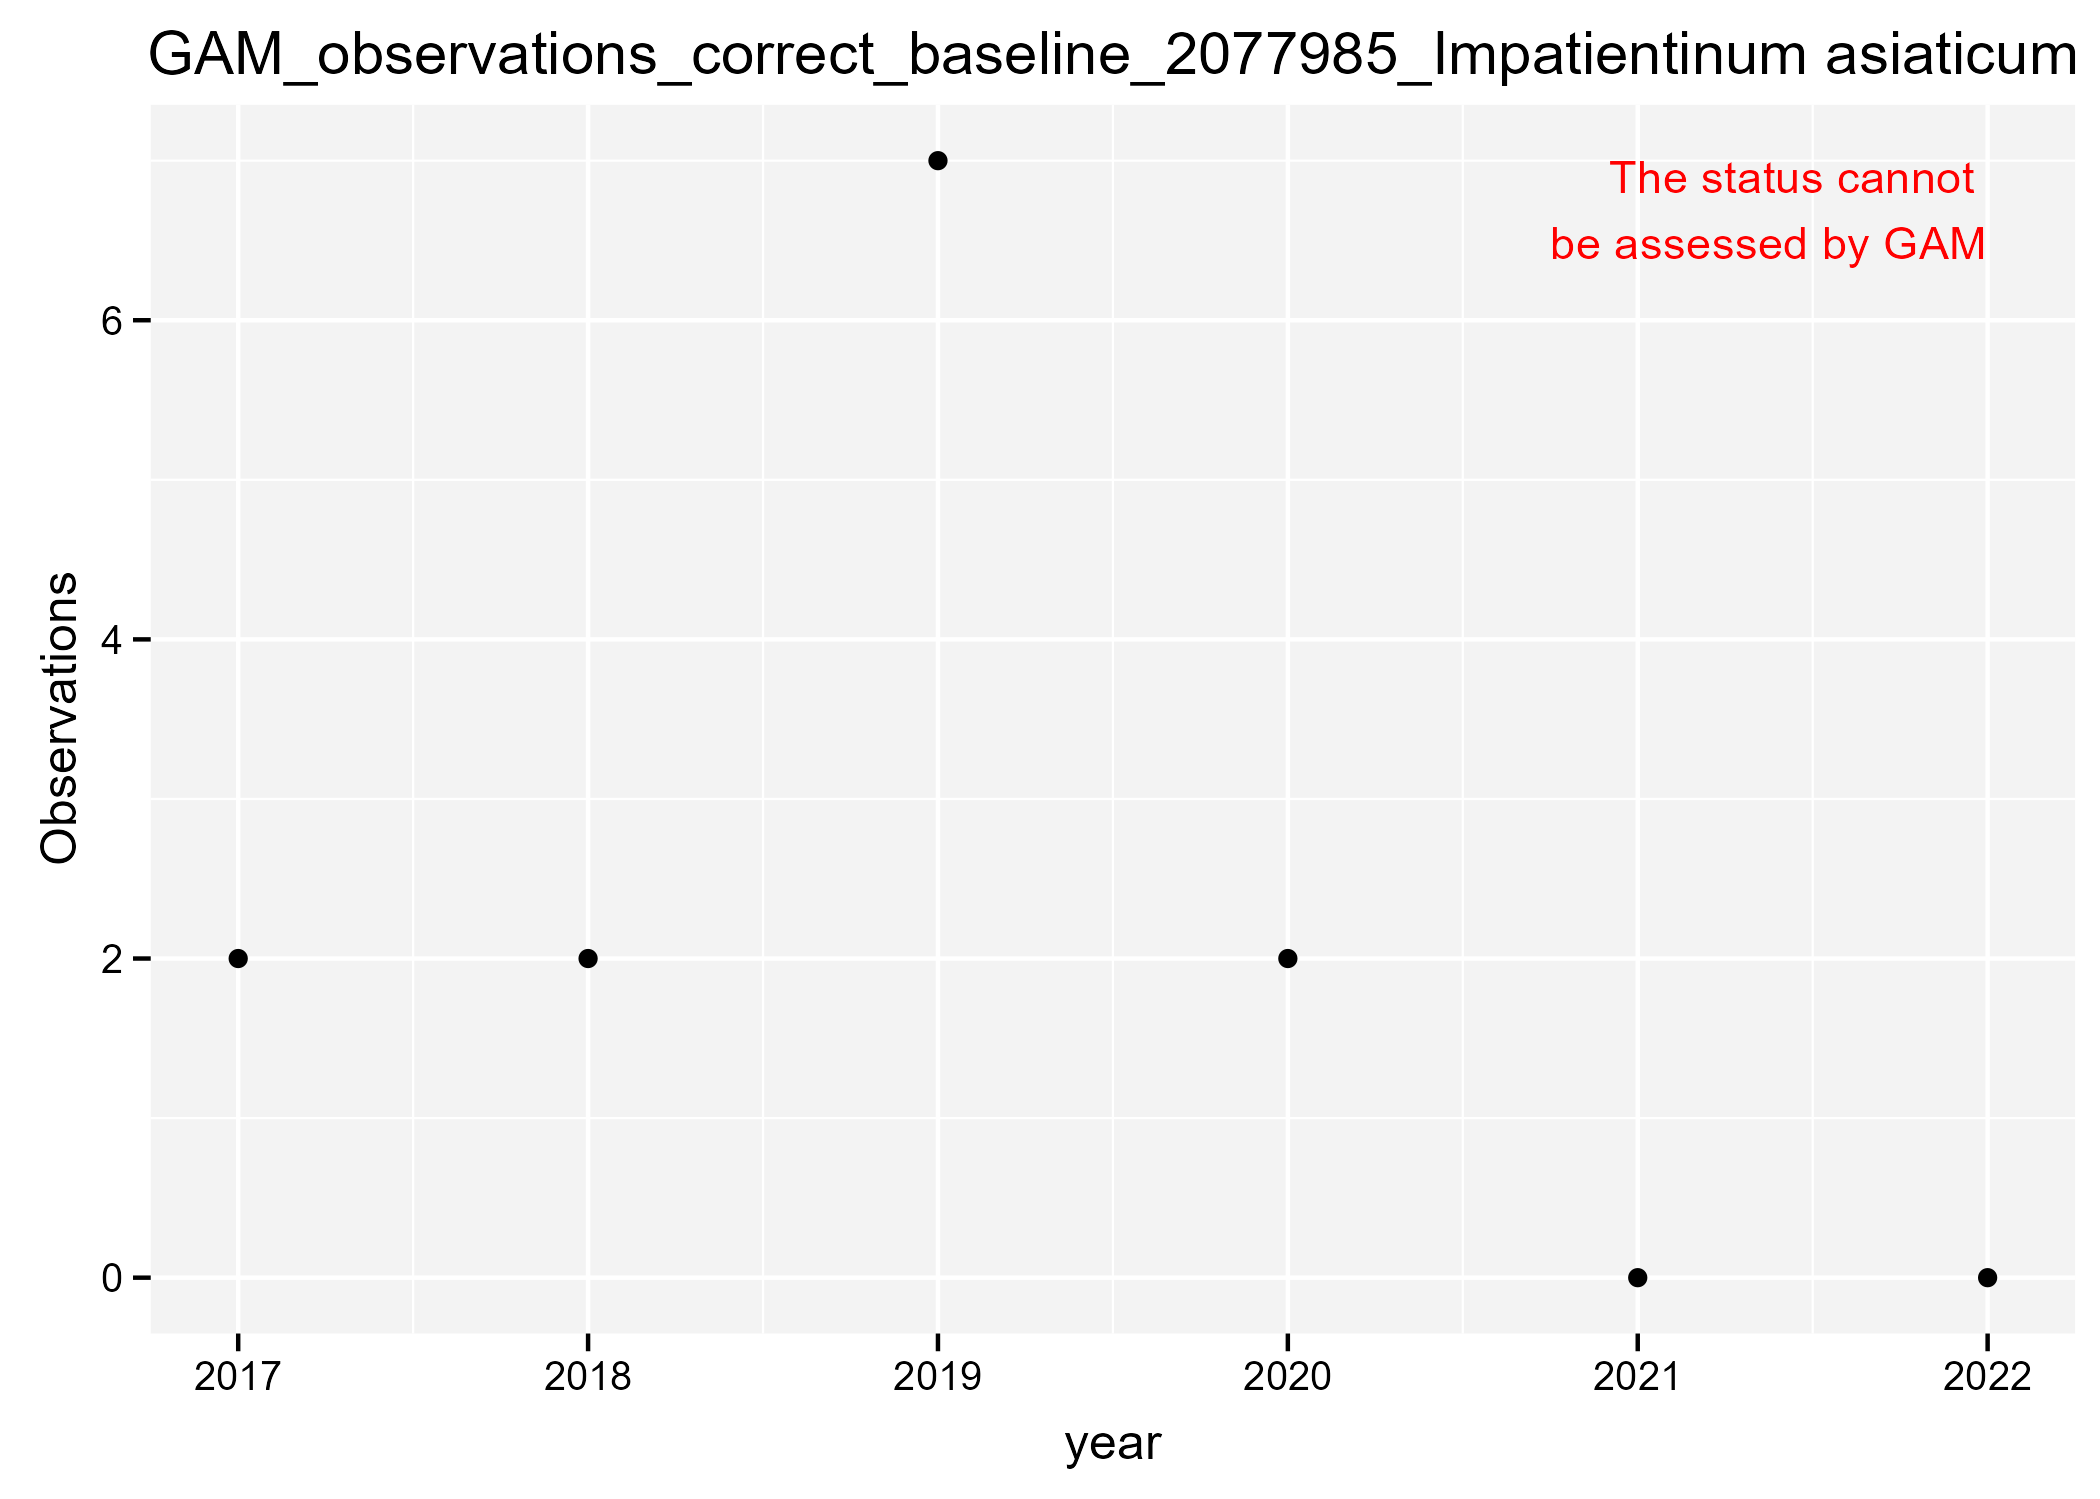 GAM_observations_correct_baseline_2077985_Impatientinum asiaticum
The status cannot
be assessed by GAM
6
4
2
0
Observations
2017 2018 2019 2020 2021 2022
year